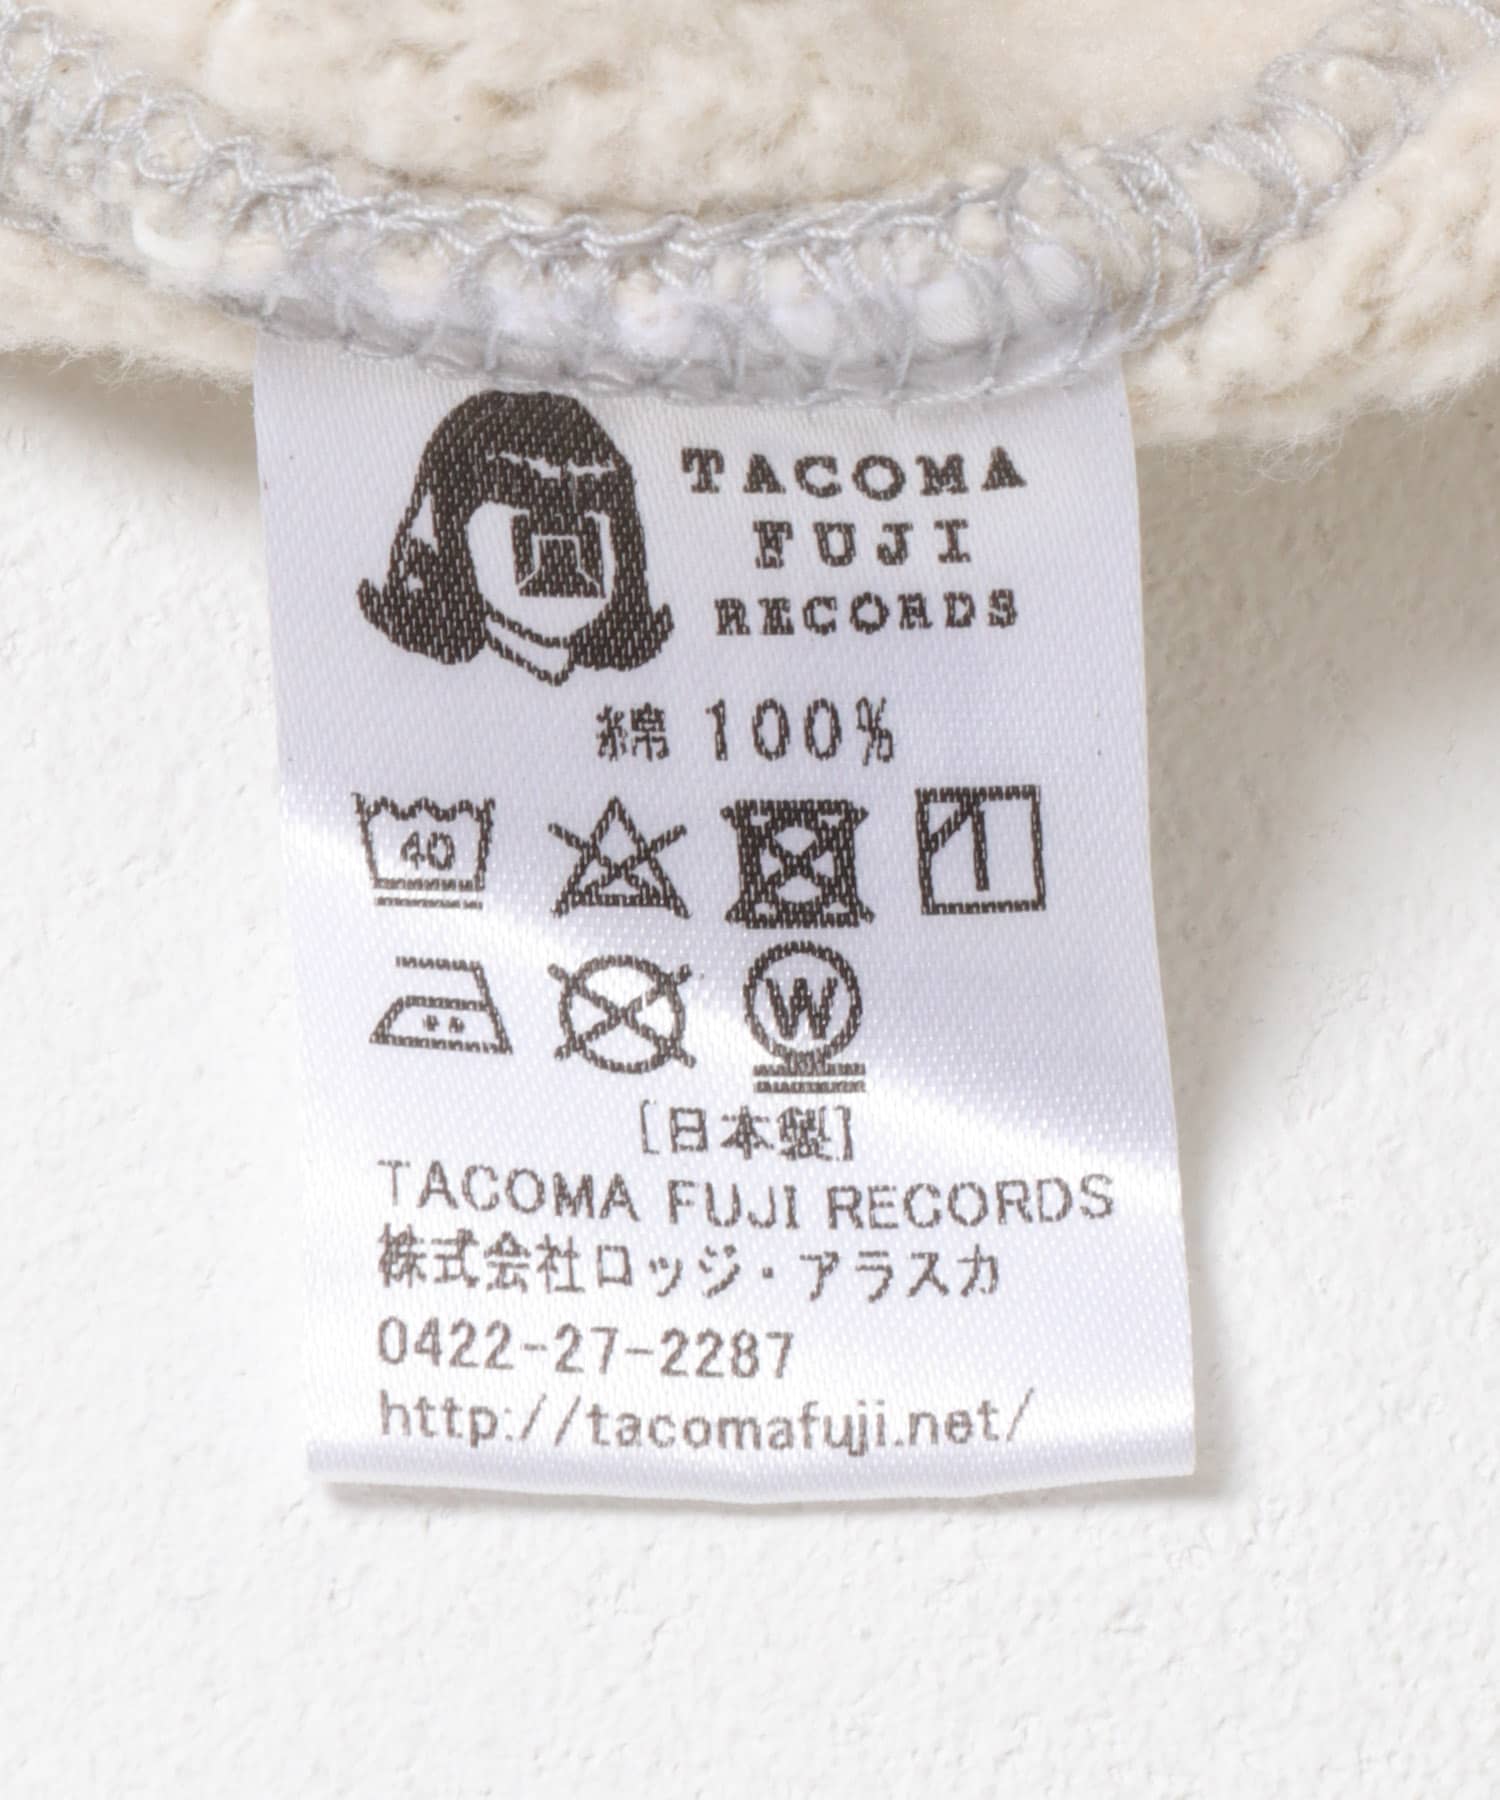 TACOMA
FUJI
RECORDS
綿 100%
40
W
[日本製]
TACOMA FUJI RECORDS
株式会社ロッジ・アラスカ
0422-27-2287
http://tacomafuji.net/